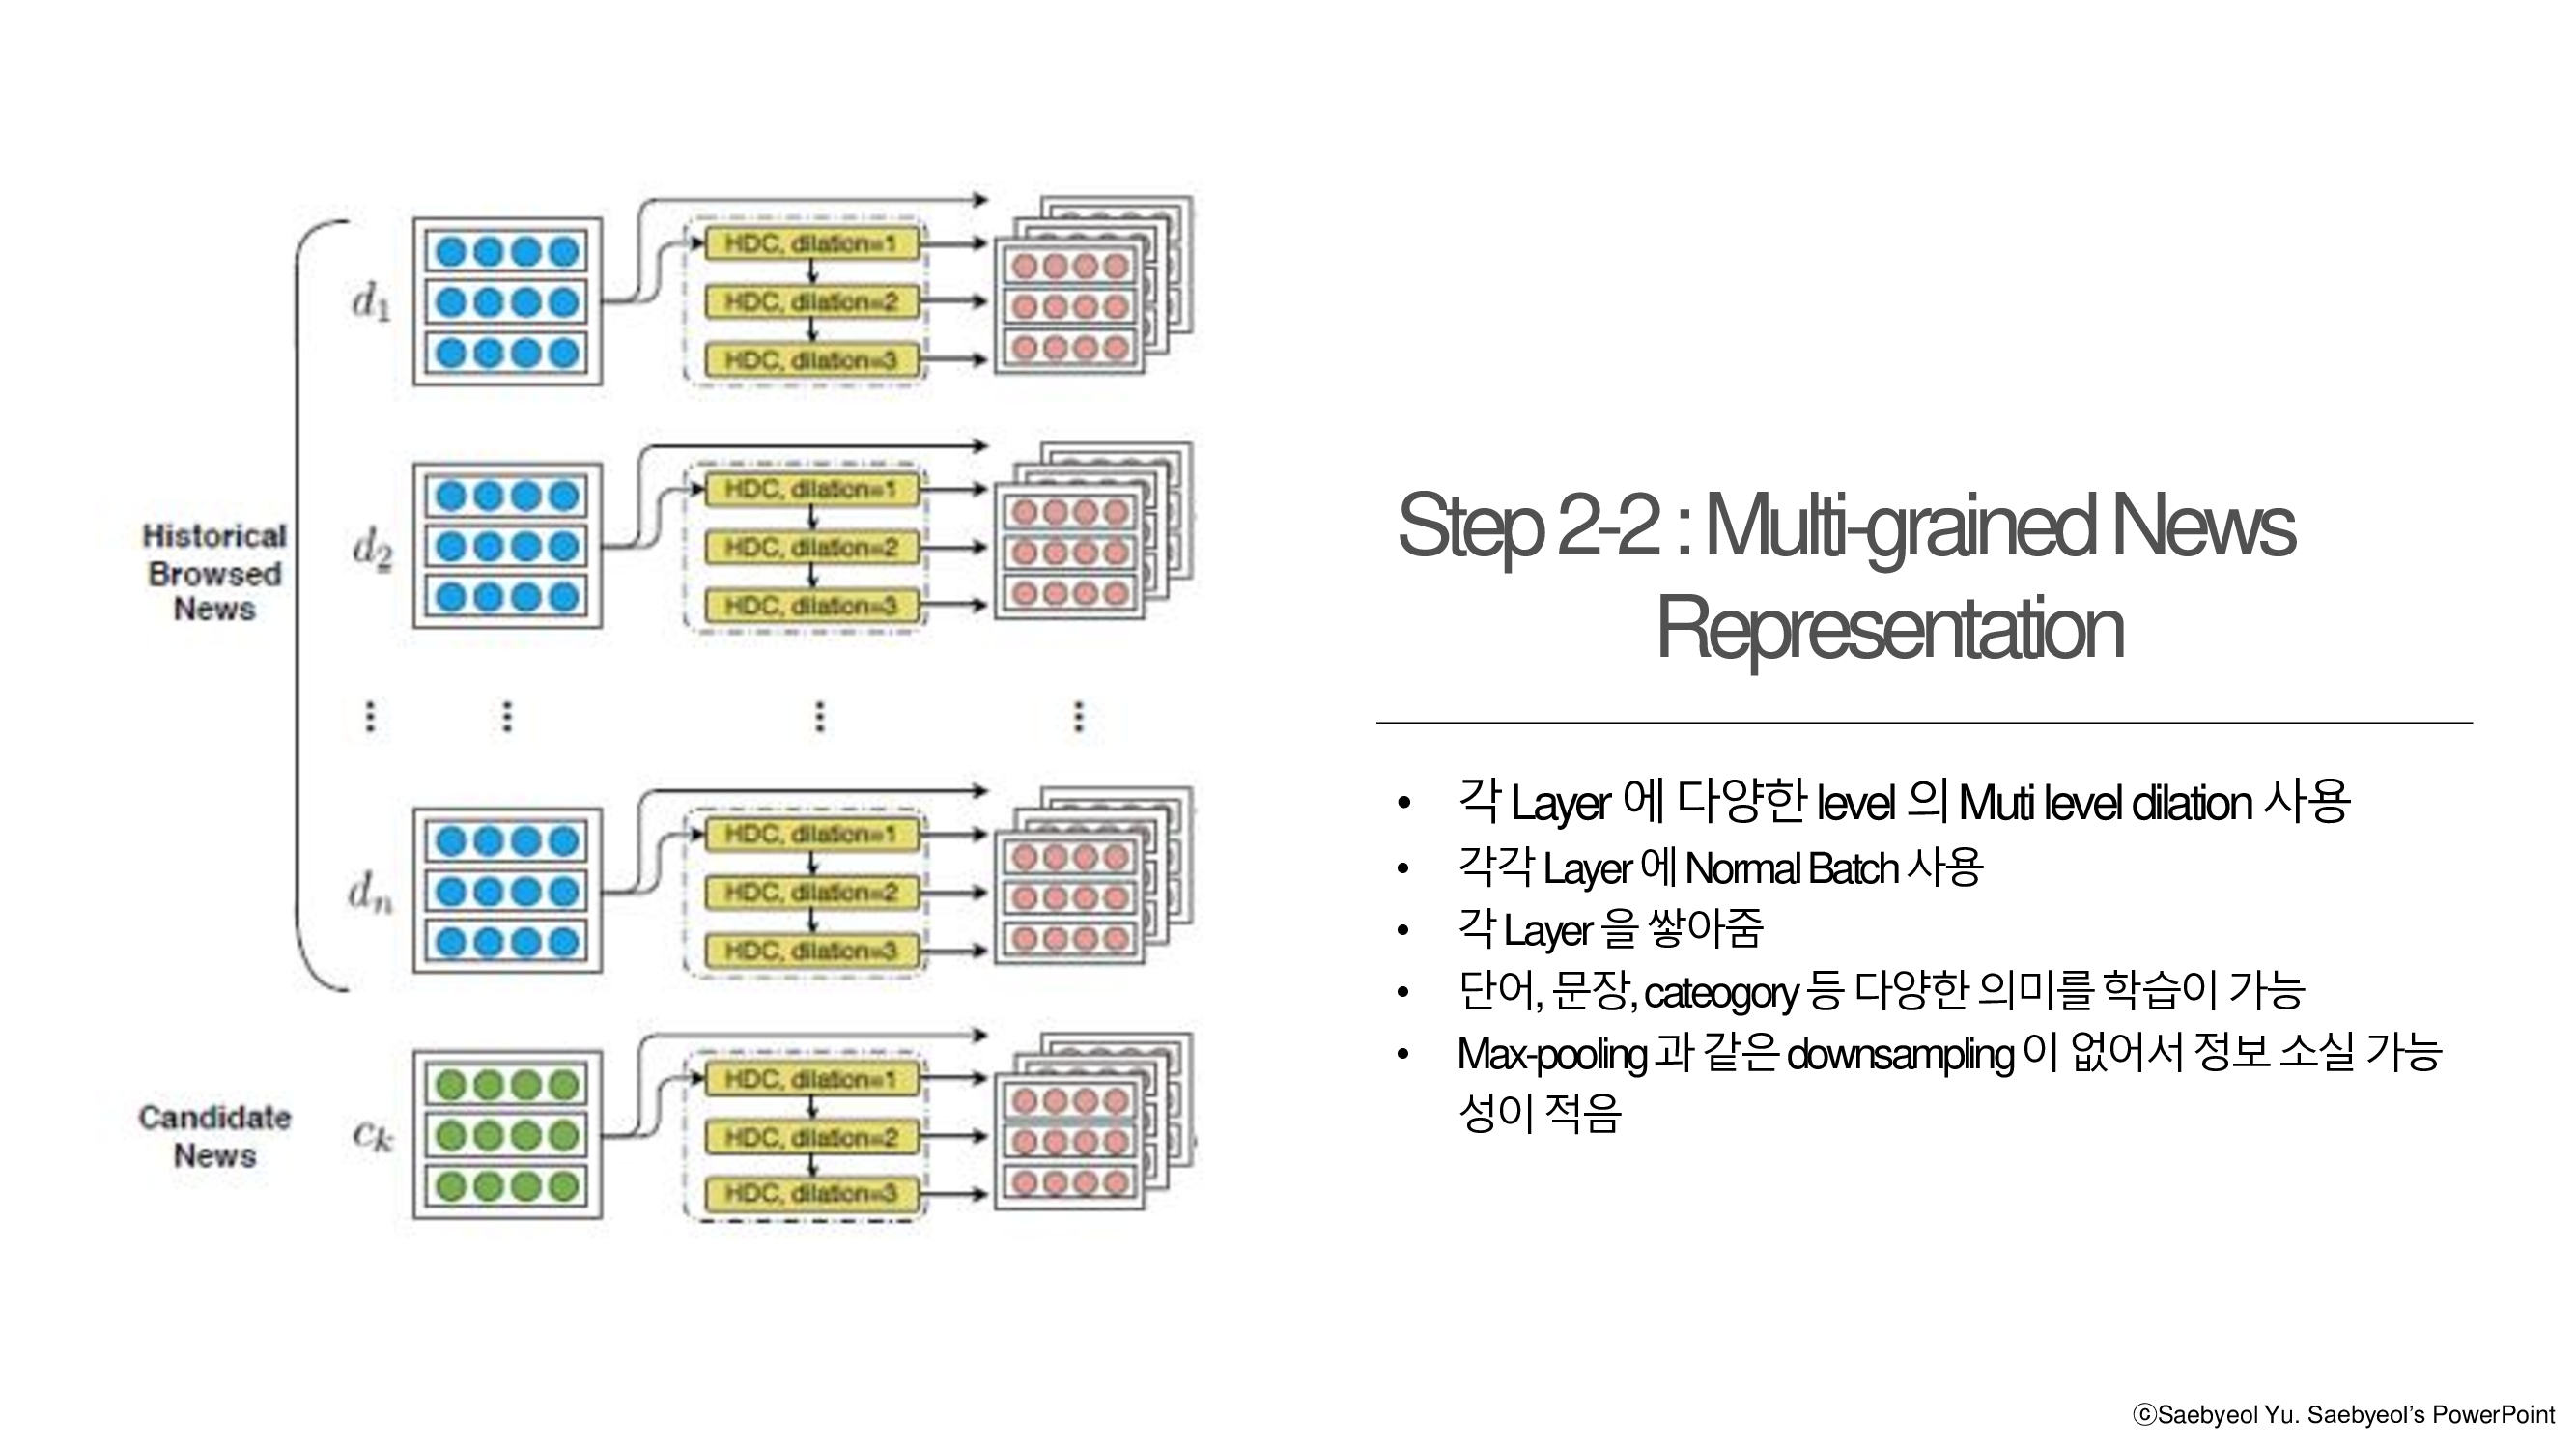 Historical
Browsed
News
d1
HDC, dilation=1
HDC, dilation=2
HDC, dilation=3
d2
HDC, dilation=1
HDC, dilation=2
HDC, dilation=3
dn
HDC, dilation=1
HDC, dilation=2
HDC, dilation=3
Candidate
News
ck
HDC, dilation=1
HDC, dilation=2
HDC, dilation=3
Step 2-2 : Multi-grained News
Representation
• 각 Layer 에 다양한 level 의 Muti level dilation 사용
• 각각 Layer 에 Normal Batch 사용
• 각 Layer 을 쌓아줌
• 단어, 문장, cateogory 등 다양한 의미를 학습이 가능
• Max-pooling 과 같은 downsampling 이 없어서 정보 소실 가능
성이 적음
ⓒSaebyeol Yu. Saebyeol’s PowerPoint